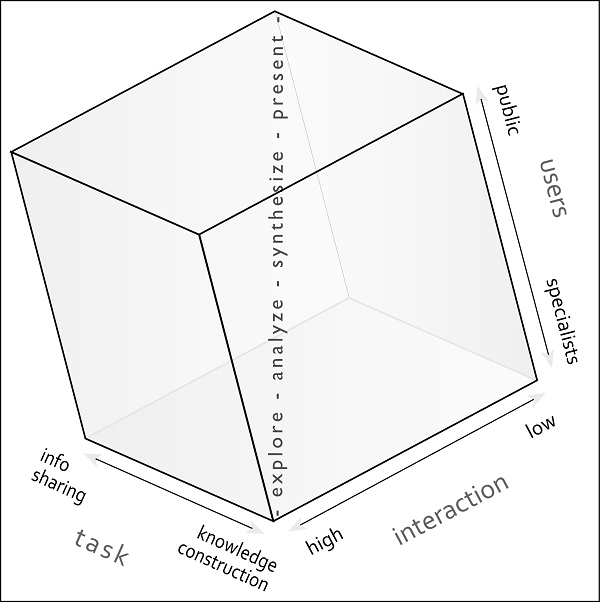 - explore - analyze - synthesize - present -
public
users
specialists
low
interaction
high
info
sharing
task
knowledge
construction